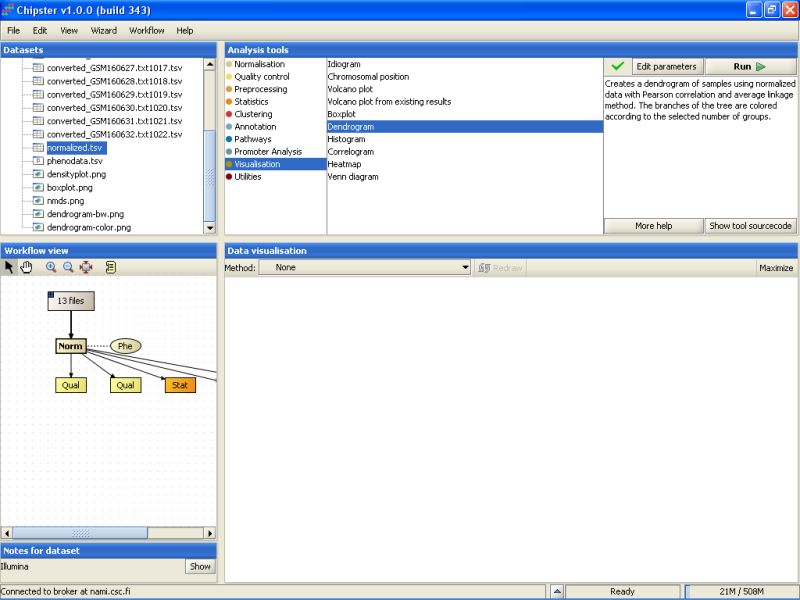 Chipster v1.0.0 (build 343)
File Edit View Wizard Workflow Help
Datasets
converted_GSM160627.txt1017.tsv
converted_GSM160628.txt1018.tsv
converted_GSM160629.txt1019.tsv
converted_GSM160630.txt1020.tsv
converted_GSM160631.txt1021.tsv
converted_GSM160632.txt1022.tsv
normalized.tsv
phenodata.tsv
densityplot.png
boxplot.png
nmds.png
dendrogram-bw.png
dendrogram-color.png
Analysis tools
Normalisation
Quality control
Preprocessing
Statistics
Clustering
Annotation
Pathways
Promoter Analysis
Visualisation
Utilities
Idiogram
Chromosomal position
Volcano plot
Volcano plot from existing results
Boxplot
Dendrogram
Histogram
Correlogram
Heatmap
Venn diagram
Edit parameters Run
Creates a dendrogram of samples using normalized
data with Pearson correlation and average linkage
method. The branches of the tree are colored
according to the selected number of groups.
More help Show tool sourcecode
Workflow view
13 files
Norm Phe
Qual Qual Stat
Data visualisation
Method: None Redraw Maximize
Notes for dataset
Illumina Show
Connected to broker at nami.csc.fi Ready 21M / 508M